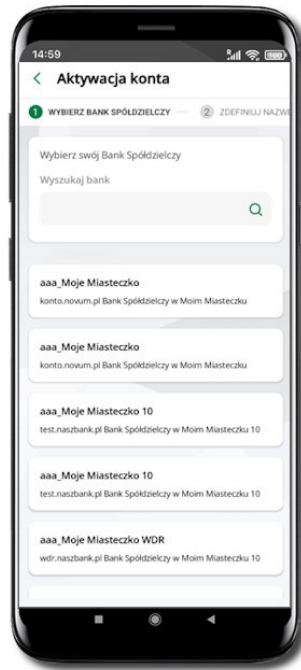 14:59
Aktywacja konta
1 WYBIERZ BANK SPÓŁDZIELCZY 2 ZDEFINIUJ NAZWE
Wybierz swój Bank Spółdzielczy
Wyszukaj bank
aaa_Moje Miasteczko
konto.novum.pl Bank Spółdzielczy w Moim Miasteczku
aaa_Moje Miasteczko
konto.novum.pl Bank Spółdzielczy w Moim Miasteczku
aaa_Moje Miasteczko 10
test.naszbank.pl Bank Spółdzielczy w Moim Miasteczku 10
aaa_Moje Miasteczko 10
test.naszbank.pl Bank Spółdzielczy w Moim Miasteczku 10
aaa_Moje Miasteczko WDR
wdr.naszbank.pl Bank Spółdzielczy w Moim Miasteczku 10